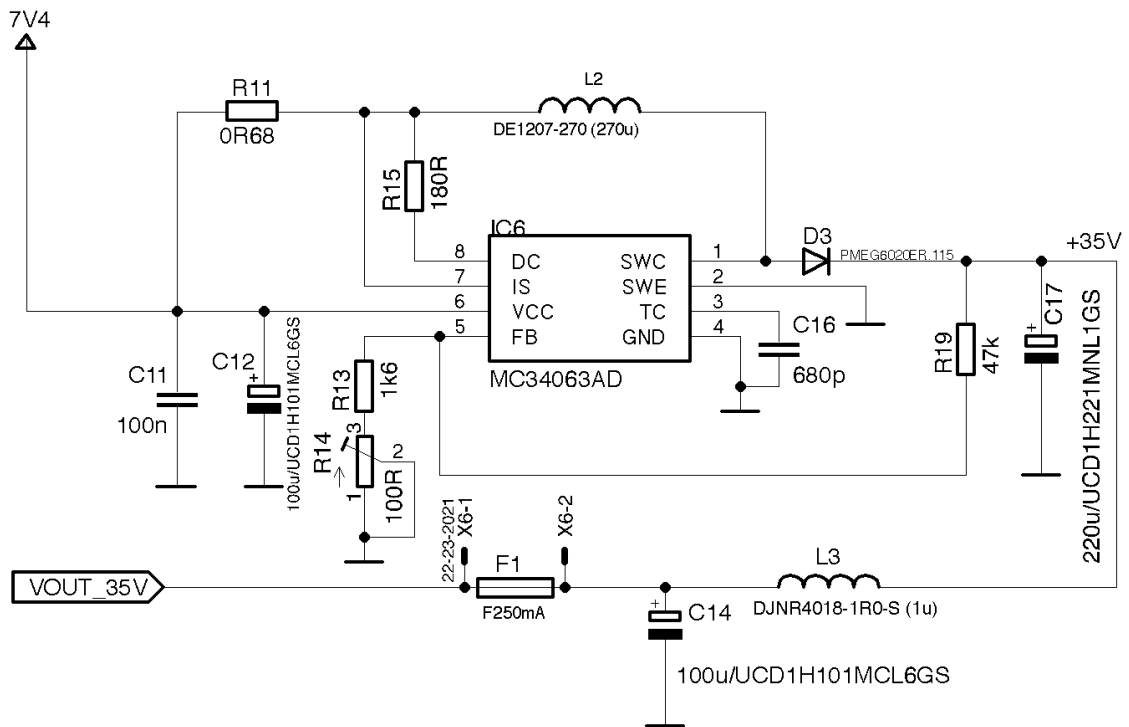 7V4
R11
0R68
L2
DE1207-270 (270u)
R15
180R
IC6
8
7
6
5
DC
IS
VCC
FB
SWC
SWE
TC
GND
1
2
3
4
MC34063AD
D3
PMEG6020ER.115
+35V
C11
100n
C12
+
100u/UCD1H101MCL6GS
R13
1k6
R14
3
2
1
100R
C16
680p
R19
47k
C17
+
220u/UCD1H221MNL1GS
VOUT_35V
22-23-2021
X6-1
X6-2
F1
F250mA
+
C14
100u/UCD1H101MCL6GS
L3
DJNR4018-1R0-S (1u)